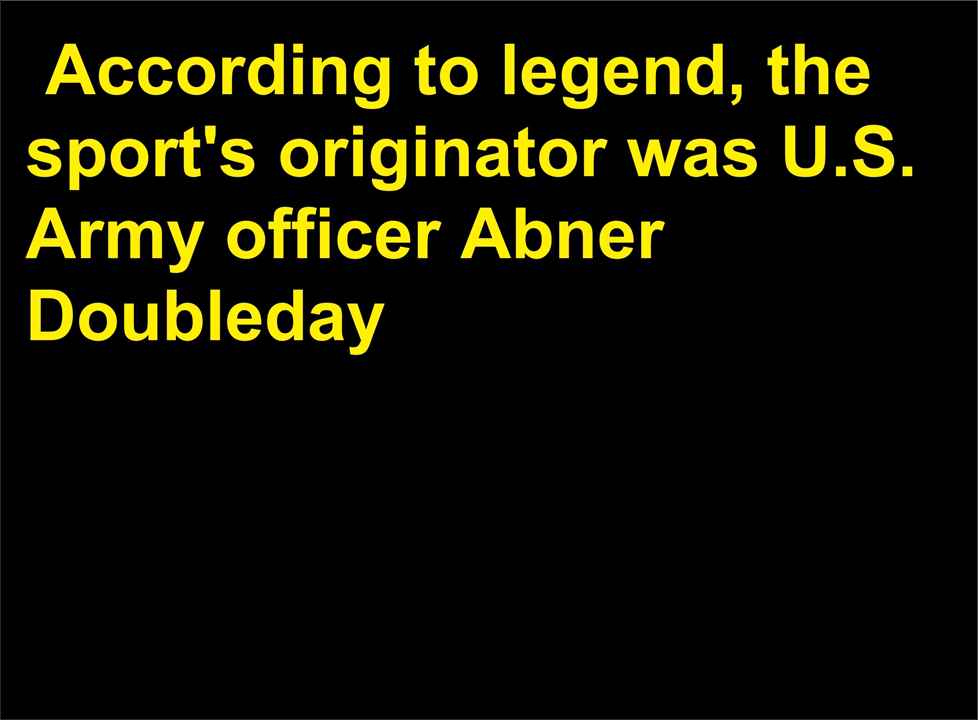 According to legend, the
sport's originator was U.S.
Army officer Abner
Doubleday